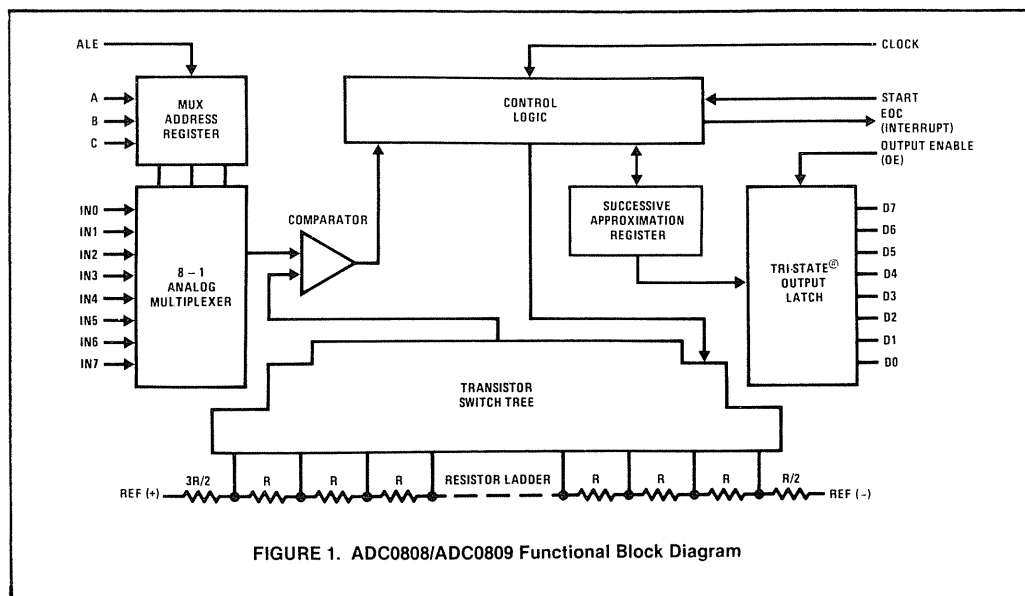 ALE
CLOCK
A
B
C
MUX
ADDRESS
REGISTER
CONTROL
LOGIC
START
EOC
(INTERRUPT)
OUTPUT ENABLE
(OE)
IN0
IN1
IN2
IN3
IN4
IN5
IN6
IN7
8 – 1
ANALOG
MULTIPLEXER
COMPARATOR
SUCCESSIVE
APPROXIMATION
REGISTER
TRI-STATE®
OUTPUT
LATCH
D7
D6
D5
D4
D3
D2
D1
D0
TRANSISTOR
SWITCH TREE
REF (+)
3R/2
R
R
R
RESISTOR LADDER
R
R
R
R/2
REF (–)
FIGURE 1. ADC0808/ADC0809 Functional Block Diagram